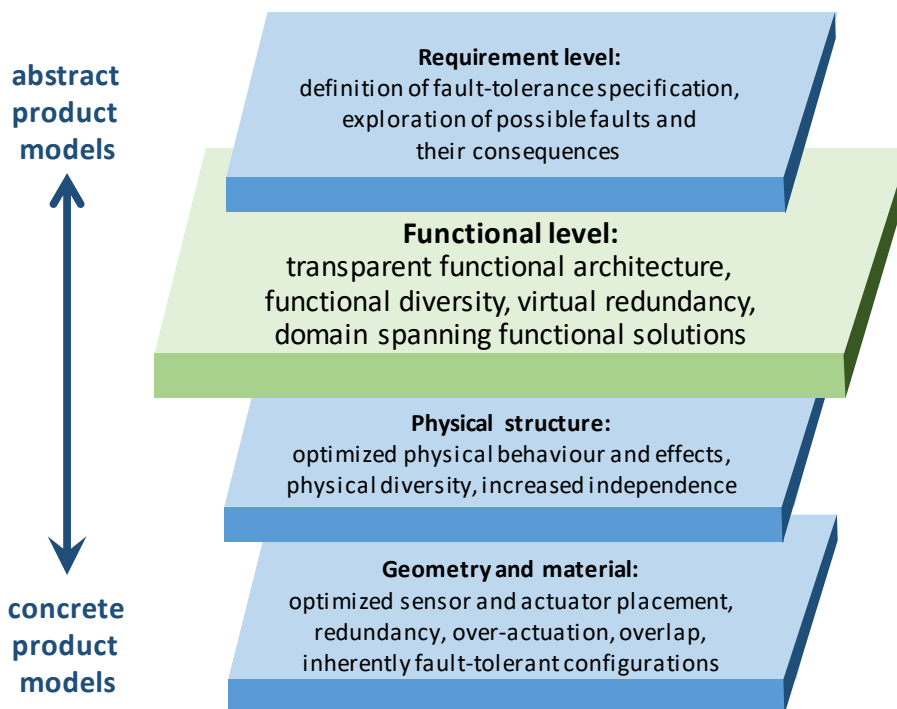 abstract
product
models
Requirement level:
definition of fault-tolerance specification,
exploration of possible faults and
their consequences
Functional level:
transparent functional architecture,
functional diversity, virtual redundancy,
domain spanning functional solutions
Physical structure:
optimized physical behaviour and effects,
physical diversity, increased independence
concrete
product
models
Geometry and material:
optimized sensor and actuator placement,
redundancy, over-actuation, overlap,
inherently fault-tolerant configurations